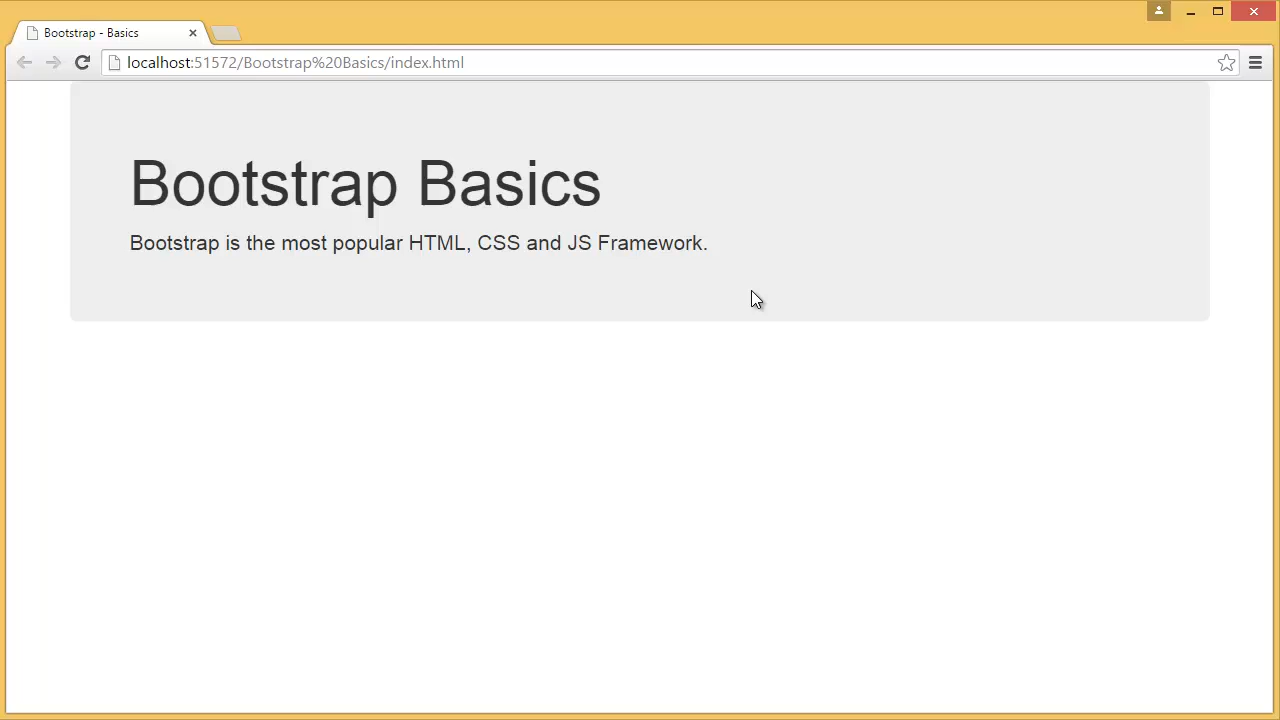 Bootstrap - Basics
localhost:51572/Bootstrap%20Basics/index.html
Bootstrap Basics
Bootstrap is the most popular HTML, CSS and JS Framework.